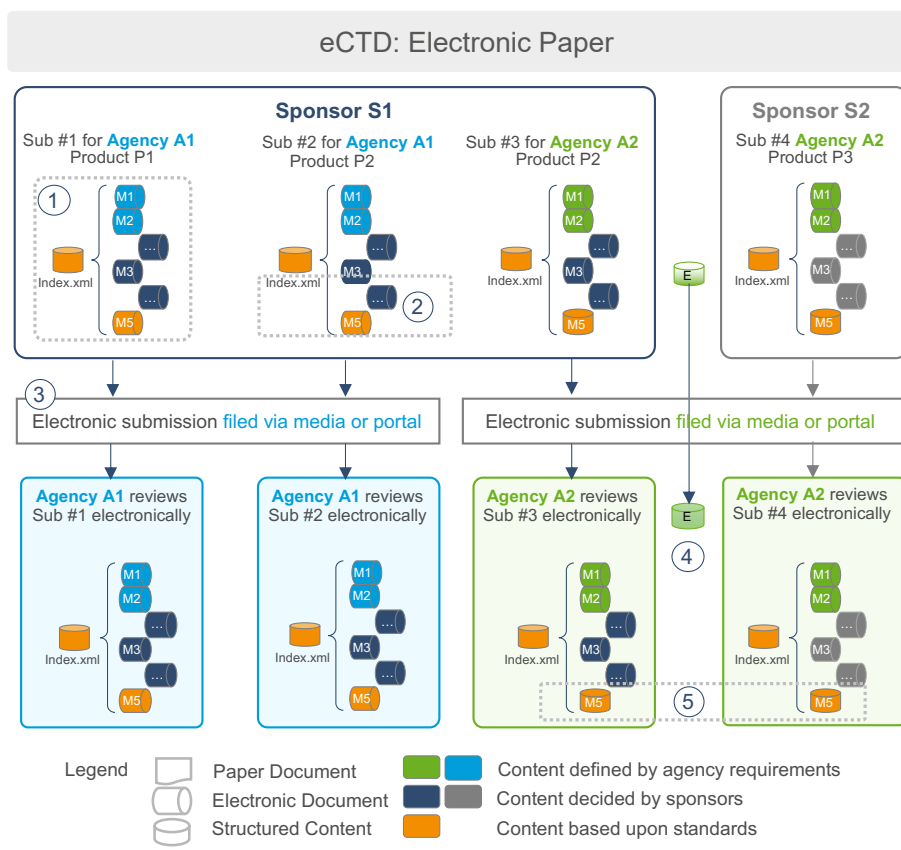 eCTD: Electronic Paper
Sponsor S1
Sub #1 for Agency A1
Product P1
1
M1
M2
...
M3
...
M5
Index.xml
Sub #2 for Agency A1
Product P2
M1
M2
...
M3
...
M5
Index.xml
2
Sub #3 for Agency A2
Product P2
M1
M2
...
M3
...
M5
Index.xml
E
Sponsor S2
Sub #4 Agency A2
Product P3
M1
M2
...
M3
...
M5
Index.xml
3
Electronic submission filed via media or portal
Electronic submission filed via media or portal
Agency A1 reviews
Sub #1 electronically
M1
M2
...
M3
...
M5
Index.xml
Agency A1 reviews
Sub #2 electronically
M1
M2
...
M3
...
M5
Index.xml
Agency A2 reviews
Sub #3 electronically
M1
M2
...
M3
...
M5
Index.xml
E
4
Agency A2 reviews
Sub #4 electronically
M1
M2
...
M3
...
M5
Index.xml
5
Legend
Paper Document
Electronic Document
Structured Content
Content defined by agency requirements
Content decided by sponsors
Content based upon standards